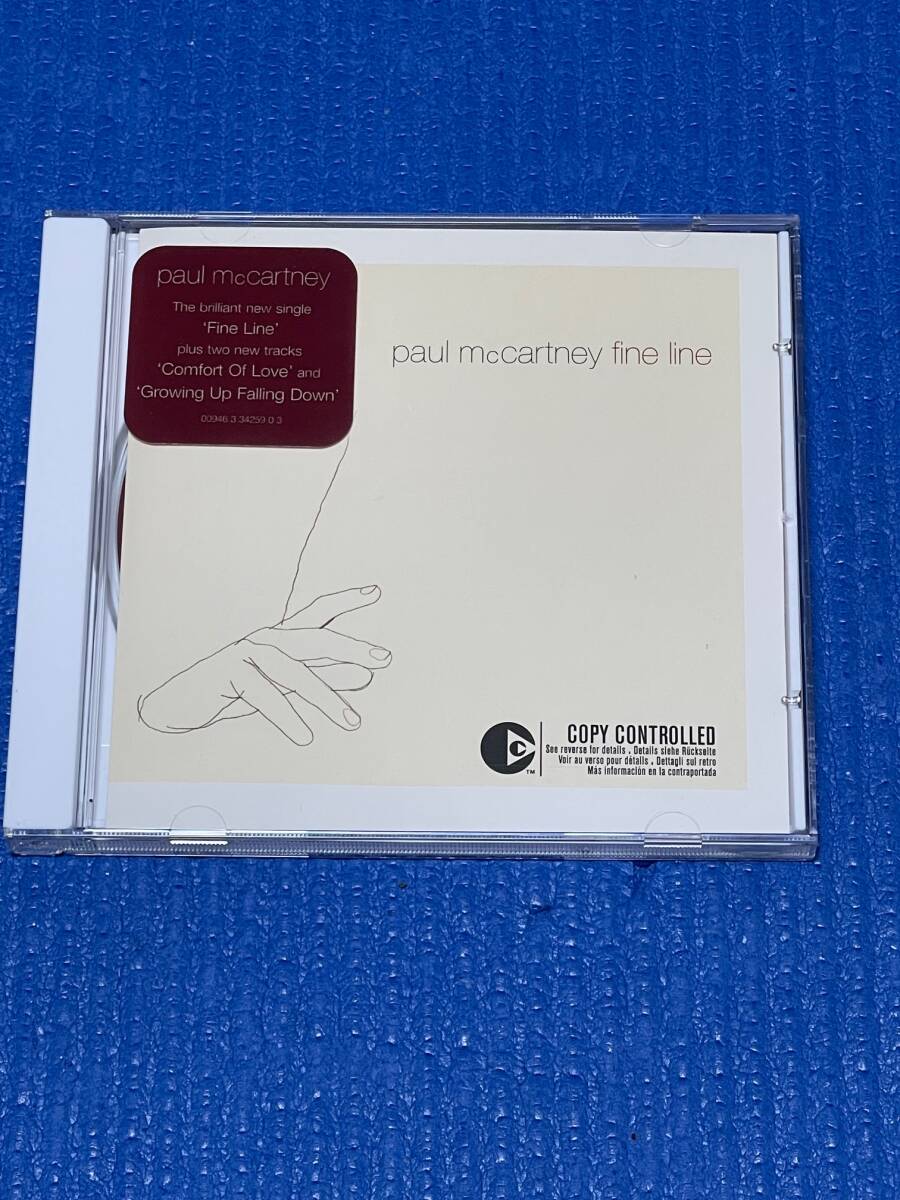 paul mccartney
The brilliant new single
‘Fine Line’
plus two new tracks
‘Comfort Of Love’ and
‘Growing Up Falling Down’
00946 3 34259 0 3
paul mccartney fine line
COPY CONTROLLED
See reverse for details . Details siehe Rückseite
Voir au verso pour détails . Dettagli sul retro
Más información en la contraportada
TM